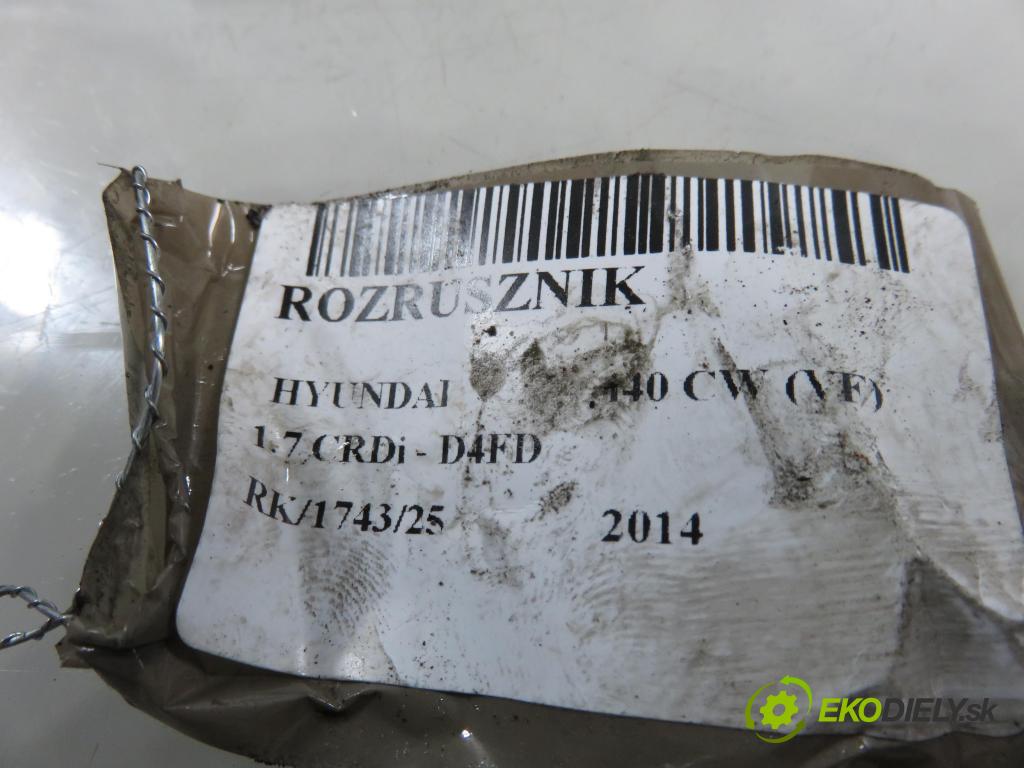 ROZRUSZNIK
HYUNDAI i40 CW (VF)
1.7 CRDi - D4FD
RK/1743/25 2014
EKODIELY.sk